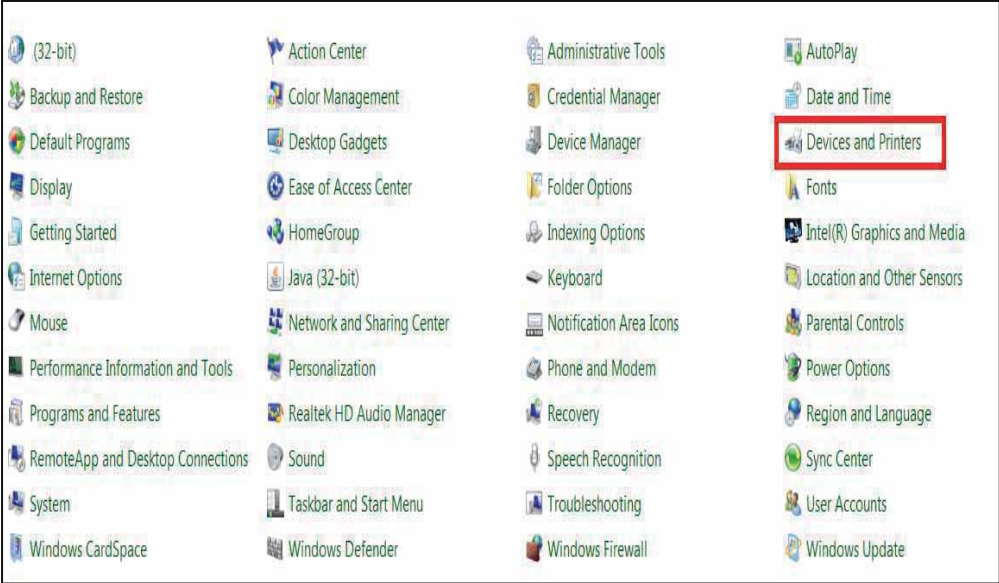 (32-bit) Action Center Administrative Tools AutoPlay
Backup and Restore Color Management Credential Manager Date and Time
Default Programs Desktop Gadgets Device Manager Devices and Printers
Display Ease of Access Center Folder Options Fonts
Getting Started HomeGroup Indexing Options Intel(R) Graphics and Media
Internet Options Java (32-bit) Keyboard Location and Other Sensors
Mouse Network and Sharing Center Notification Area Icons Parental Controls
Performance Information and Tools Personalization Phone and Modem Power Options
Programs and Features Realtek HD Audio Manager Recovery Region and Language
RemoteApp and Desktop Connections Sound Speech Recognition Sync Center
System Taskbar and Start Menu Troubleshooting User Accounts
Windows CardSpace Windows Defender Windows Firewall Windows Update